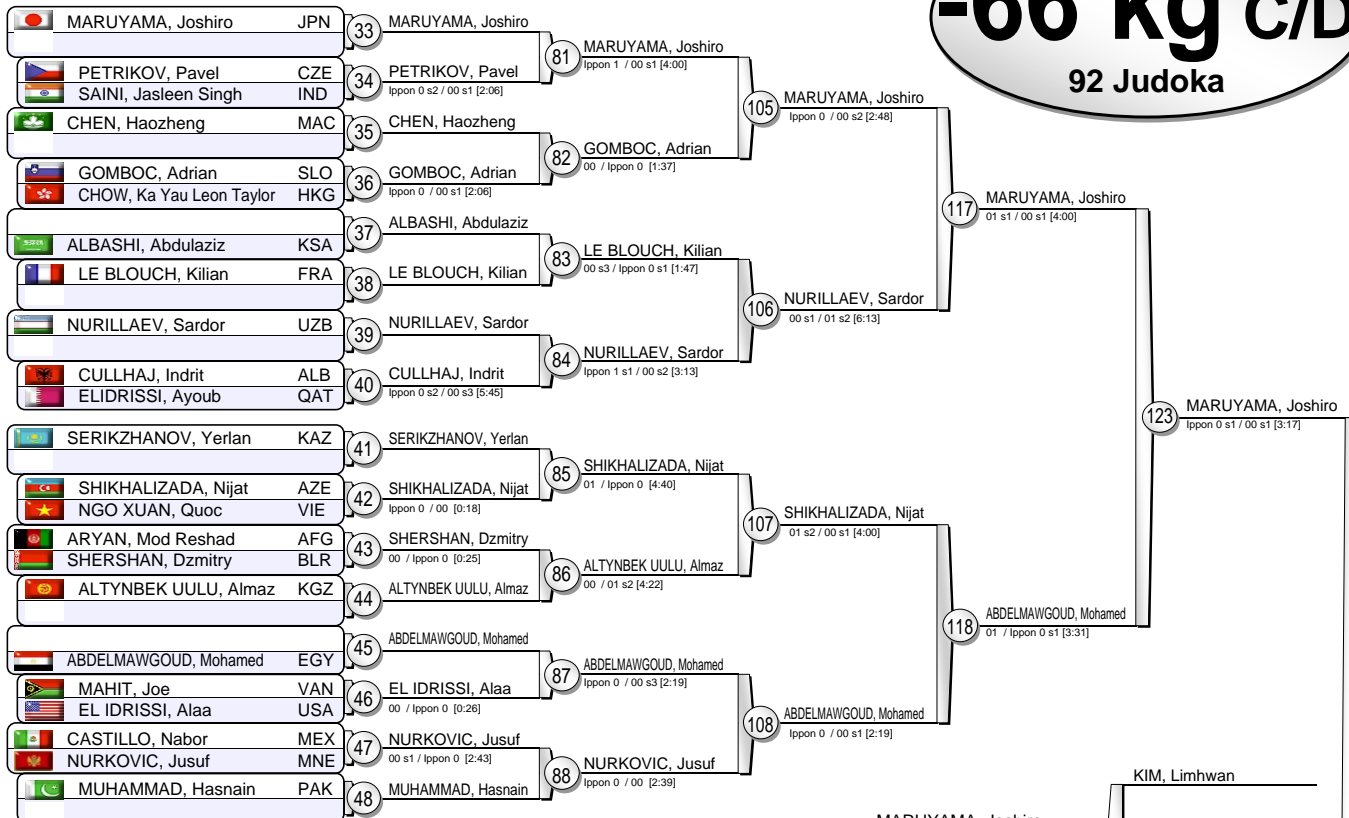 -66 kg C/D
92 Judoka
MARUYAMA, Joshiro JPN
33
PETRIKOV, Pavel CZE
SAINI, Jasleen Singh IND
34
CHEN, Haozheng MAC
35
GOMBOC, Adrian SLO
CHOW, Ka Yau Leon Taylor HKG
36
ALBASHI, Abdulaziz KSA
37
LE BLOUCH, Kilian FRA
38
NURILLAEV, Sardor UZB
39
CULLHAJ, Indrit ALB
ELIDRISSI, Ayoub QAT
40
SERIKZHANOV, Yerlan KAZ
41
SHIKHALIZADA, Nijat AZE
NGO XUAN, Quoc VIE
42
ARYAN, Mod Reshad AFG
SHERSHAN, Dzmitry BLR
43
ALTYNBEK UULU, Almaz KGZ
44
ABDELMAWGOUD, Mohamed EGY
45
MAHIT, Joe VAN
EL IDRISSI, Alaa USA
46
CASTILLO, Nabor MEX
NURKOVIC, Jusuf MNE
47
MUHAMMAD, Hasnain PAK
48
MARUYAMA, Joshiro
PETRIKOV, Pavel
Ippon 0 s2 / 00 s1 [2:06]
CHEN, Haozheng
GOMBOC, Adrian
Ippon 0 / 00 s1 [2:06]
ALBASHI, Abdulaziz
LE BLOUCH, Kilian
NURILLAEV, Sardor
CULLHAJ, Indrit
Ippon 0 s2 / 00 s3 [5:45]
SERIKZHANOV, Yerlan
SHIKHALIZADA, Nijat
Ippon 0 / 00 [0:18]
SHERSHAN, Dzmitry
00 / Ippon 0 [0:25]
ALTYNBEK UULU, Almaz
ABDELMAWGOUD, Mohamed
EL IDRISSI, Alaa
00 / Ippon 0 [0:26]
NURKOVIC, Jusuf
00 s1 / Ippon 0 [2:43]
MUHAMMAD, Hasnain
81
MARUYAMA, Joshiro
Ippon 1 / 00 s1 [4:00]
82
GOMBOC, Adrian
00 / Ippon 0 [1:37]
83
LE BLOUCH, Kilian
00 s3 / Ippon 0 s1 [1:47]
84
NURILLAEV, Sardor
Ippon 1 s1 / 00 s2 [3:13]
85
SHIKHALIZADA, Nijat
01 / Ippon 0 [4:40]
86
ALTYNBEK UULU, Almaz
00 / 01 s2 [4:22]
87
ABDELMAWGOUD, Mohamed
Ippon 0 / 00 s3 [2:19]
88
NURKOVIC, Jusuf
Ippon 0 / 00 [2:39]
105
MARUYAMA, Joshiro
Ippon 0 / 00 s2 [2:48]
106
NURILLAEV, Sardor
00 s1 / 01 s2 [6:13]
107
SHIKHALIZADA, Nijat
01 s2 / 00 s1 [4:00]
108
ABDELMAWGOUD, Mohamed
Ippon 0 / 00 s1 [2:19]
117
MARUYAMA, Joshiro
01 s1 / 00 s1 [4:00]
118
ABDELMAWGOUD, Mohamed
01 / Ippon 0 s1 [3:31]
123
MARUYAMA, Joshiro
Ippon 0 s1 / 00 s1 [3:17]
KIM, Limhwan
MARUYAMA, Joshiro